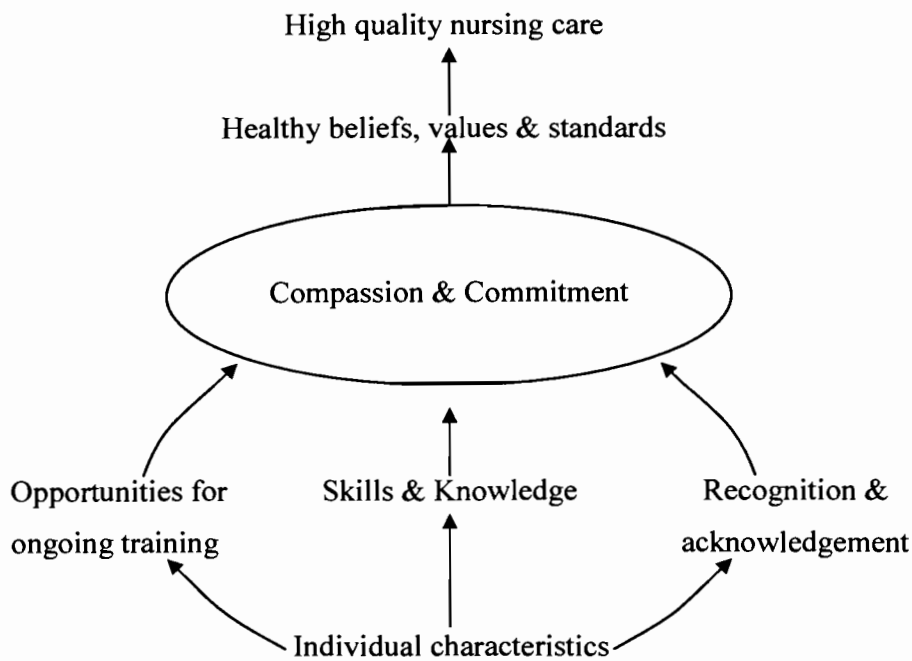 High quality nursing care
Healthy beliefs, values & standards
Compassion & Commitment
Opportunities for
ongoing training
Skills & Knowledge
Recognition &
acknowledgement
Individual characteristics